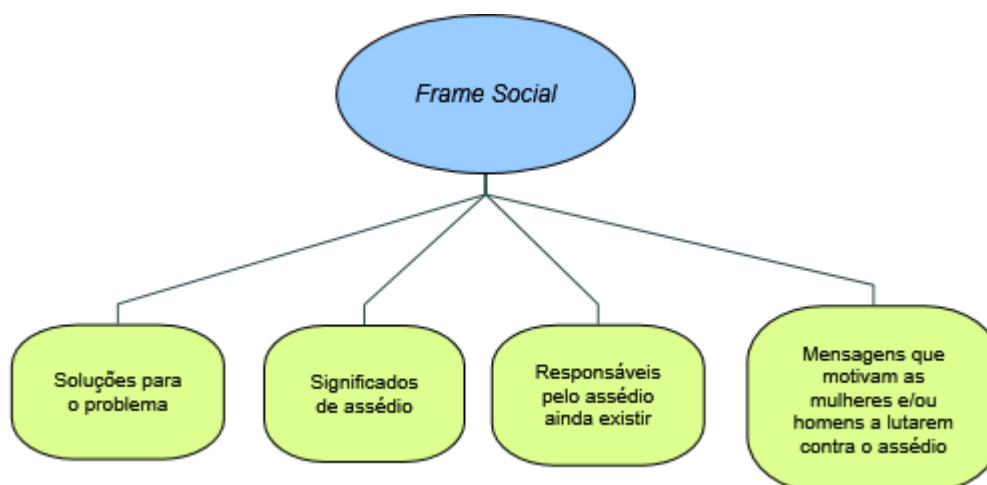 Frame Social
Soluções para
o problema
Significados
de assédio
Responsáveis
pelo assédio
ainda existir
Mensagens que
motivam as
mulheres e/ou
homens a lutarem
contra o assédio